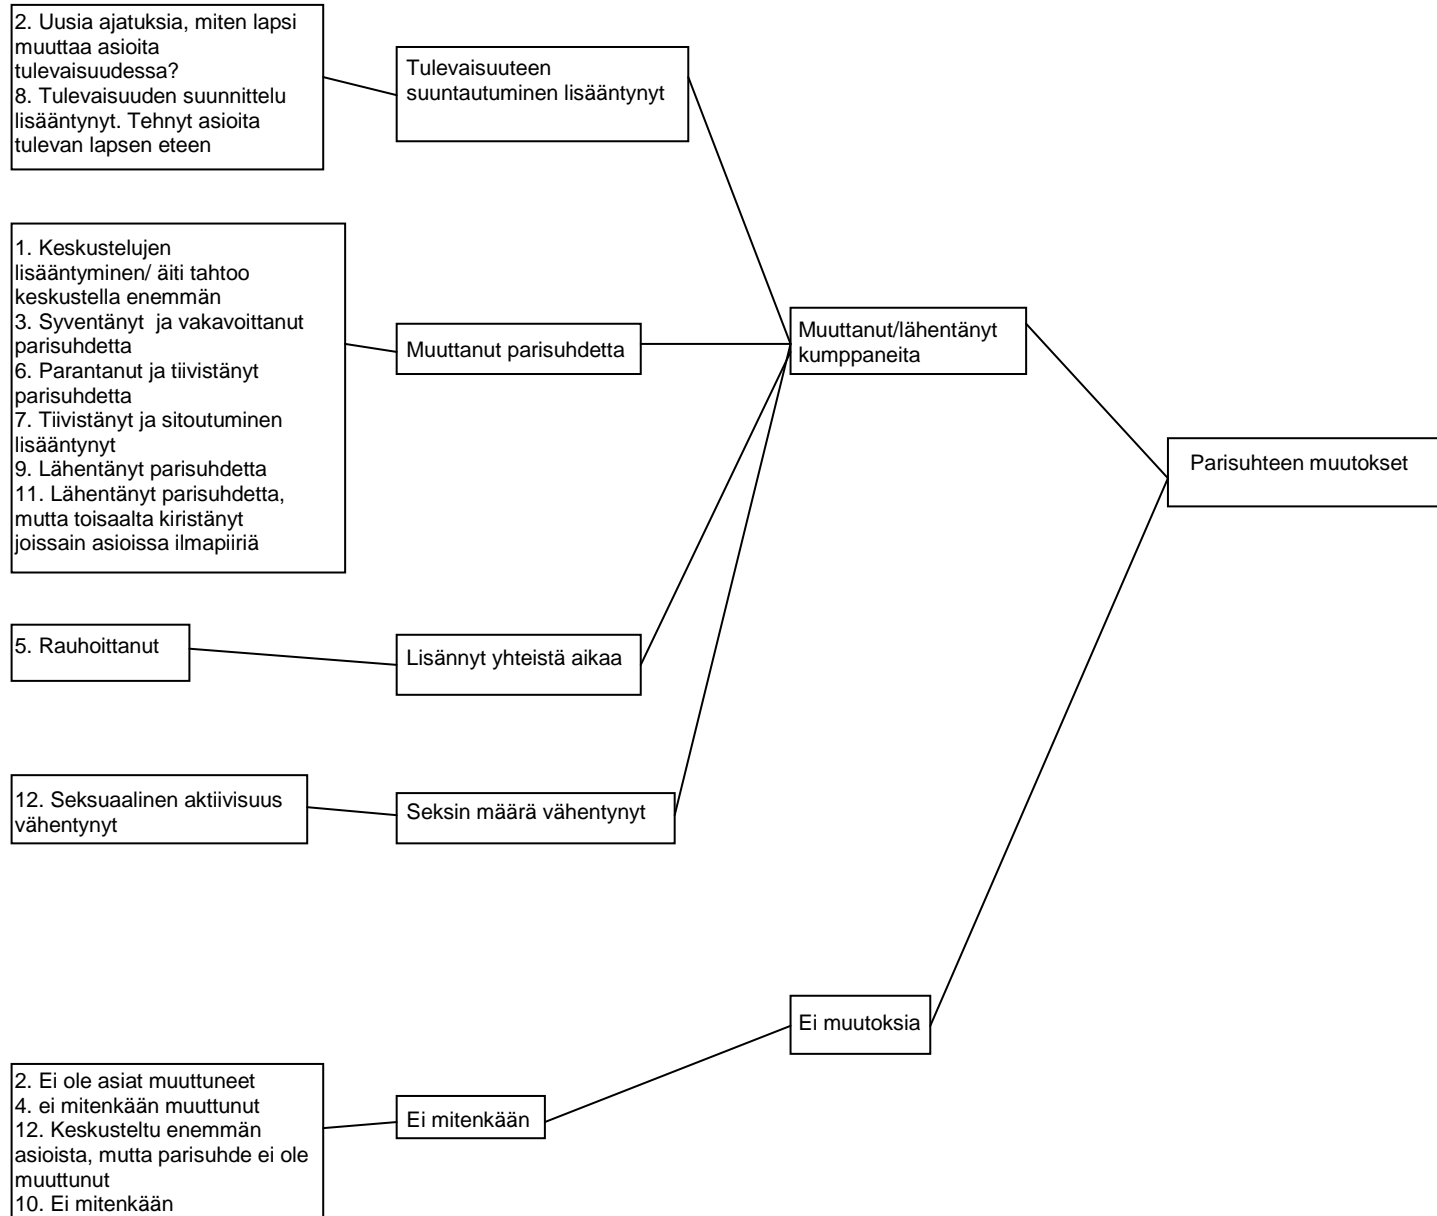 2. Uusia ajatuksia, miten lapsi
muuttaa asioita
tulevaisuudessa?
8. Tulevaisuuden suunnittelu
lisääntynyt. Tehnyt asioita
tulevan lapsen eteen
Tulevaisuuteen
suuntautuminen lisääntynyt
1. Keskustelujen
lisääntyminen/ äiti tahtoo
keskustella enemmän
3. Syventänyt ja vakavoittanut
parisuhdetta
6. Parantanut ja tiivistänyt
parisuhdetta
7. Tiivistänyt ja sitoutuminen
lisääntynyt
9. Lähentänyt parisuhdetta
11. Lähentänyt parisuhdetta,
mutta toisaalta kiristänyt
joissain asioissa ilmapiiriä
Muuttanut parisuhdetta
Muuttanut/lähentänyt
kumppaneita
Parisuhteen muutokset
5. Rauhoittanut
Lisännyt yhteistä aikaa
12. Seksuaalinen aktiivisuus
vähentynyt
Seksin määrä vähentynyt
Ei muutoksia
2. Ei ole asiat muuttuneet
4. ei mitenkään muuttunut
12. Keskusteltu enemmän
asioista, mutta parisuhde ei ole
muuttunut
10. Ei mitenkään
Ei mitenkään